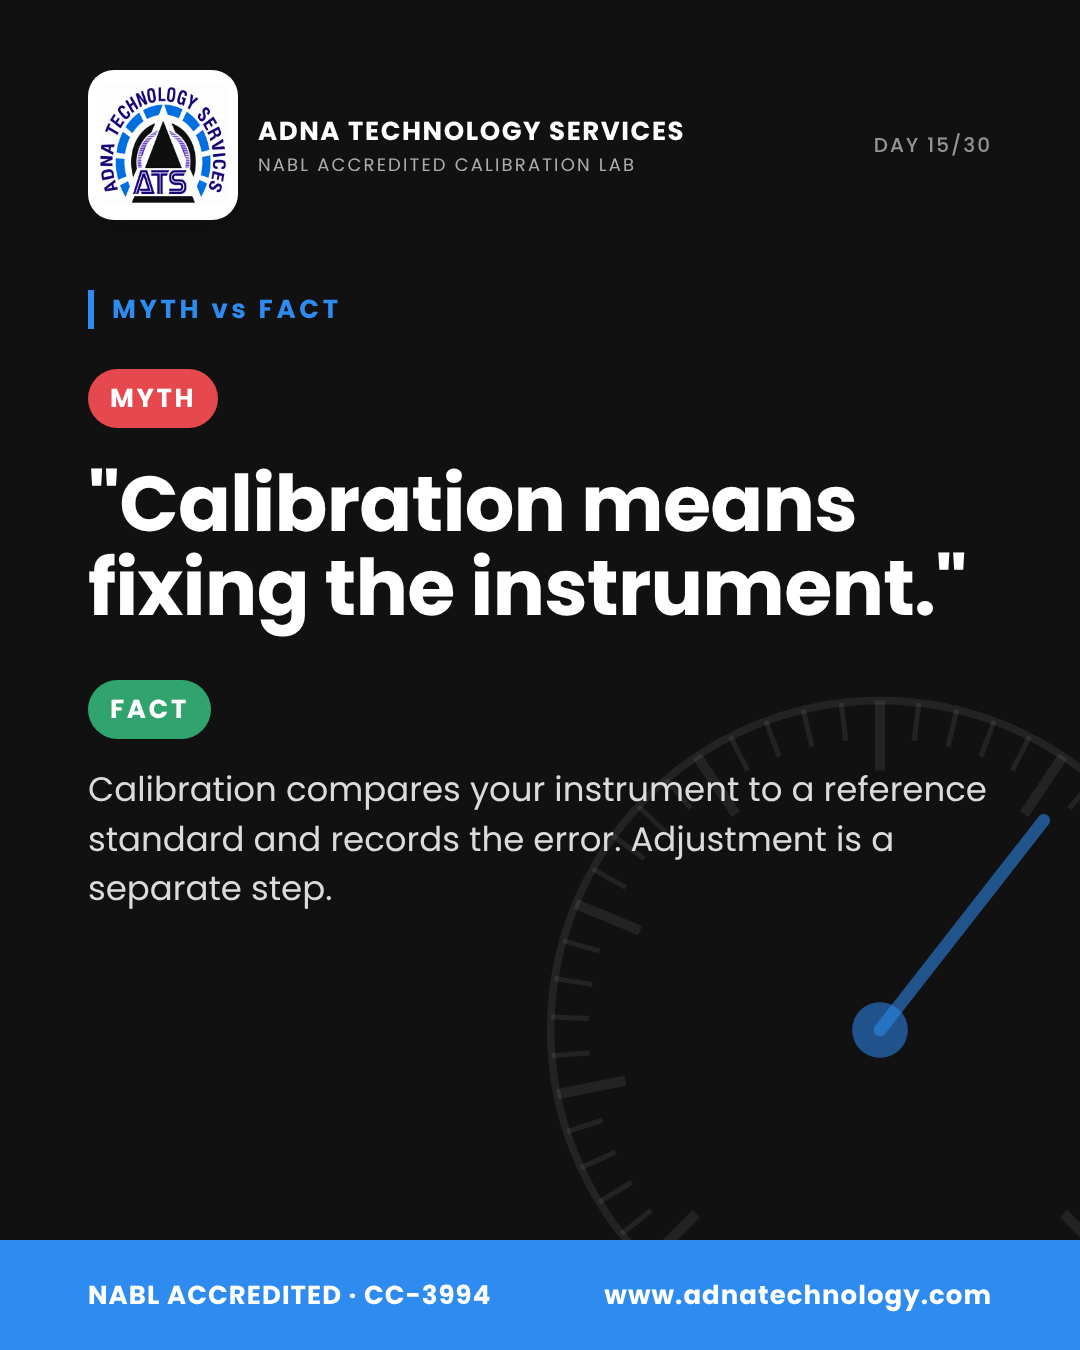 ADNA TECHNOLOGY SERVICES
ATS
ADNA TECHNOLOGY SERVICES
NABL ACCREDITED CALIBRATION LAB
DAY 15/30
MYTH vs FACT
MYTH
"Calibration means
fixing the instrument."
FACT
Calibration compares your instrument to a reference
standard and records the error. Adjustment is a
separate step.
NABL ACCREDITED · CC-3994
www.adnatechnology.com